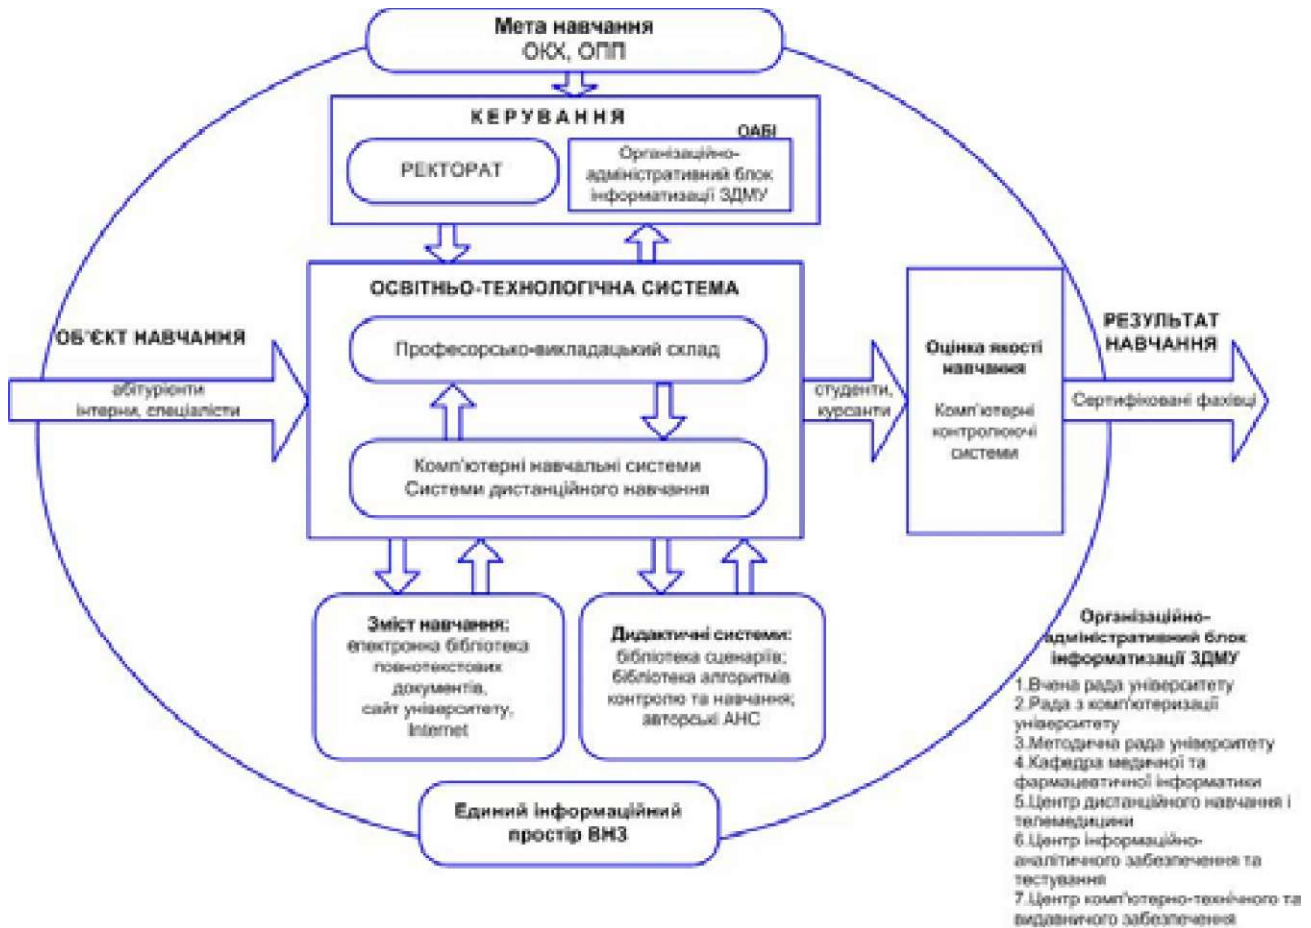 Мета навчання
ОКХ, ОПП
КЕРУВАННЯ
ОАБІ
РЕКТОРАТ
Організаційно-
адміністративний блок
інформатизації ЗДМУ
ОСВІТНЬО-ТЕХНОЛОГІЧНА СИСТЕМА
Професорсько-викладацький склад
Комп'ютерні навчальні системи
Системи дистанційного навчання
ОБ'ЄКТ НАВЧАННЯ
абітурієнти
інтерни, спеціалісти
студенти,
курсанти
Оцінка якості
навчання
Комп'ютерні
контролюючі
системи
РЕЗУЛЬТАТ
НАВЧАННЯ
Сертифіковані фахівці
Зміст навчання:
електронна бібліотека
повнотекстових
документів,
сайт університету,
Internet
Дидактичні системи:
бібліотека сценаріїв;
бібліотека алгоритмів
контролю та навчання;
авторські АНС
Единий інформаційний
простір ВНЗ
Організаційно-
адміністративний блок
інформатизації ЗДМУ
1.Вчена рада університету
2.Рада з комп'ютеризації
університету
3.Методична рада університету
4.Кафедра медичної та
фармацевтичної інформатики
5.Центр дистанційного навчання і
телемедицини
6.Центр інформаційно-
аналітичного забезпечення та
тестування
7.Центр комп'ютерно-технічного та
видавничого забезпечення